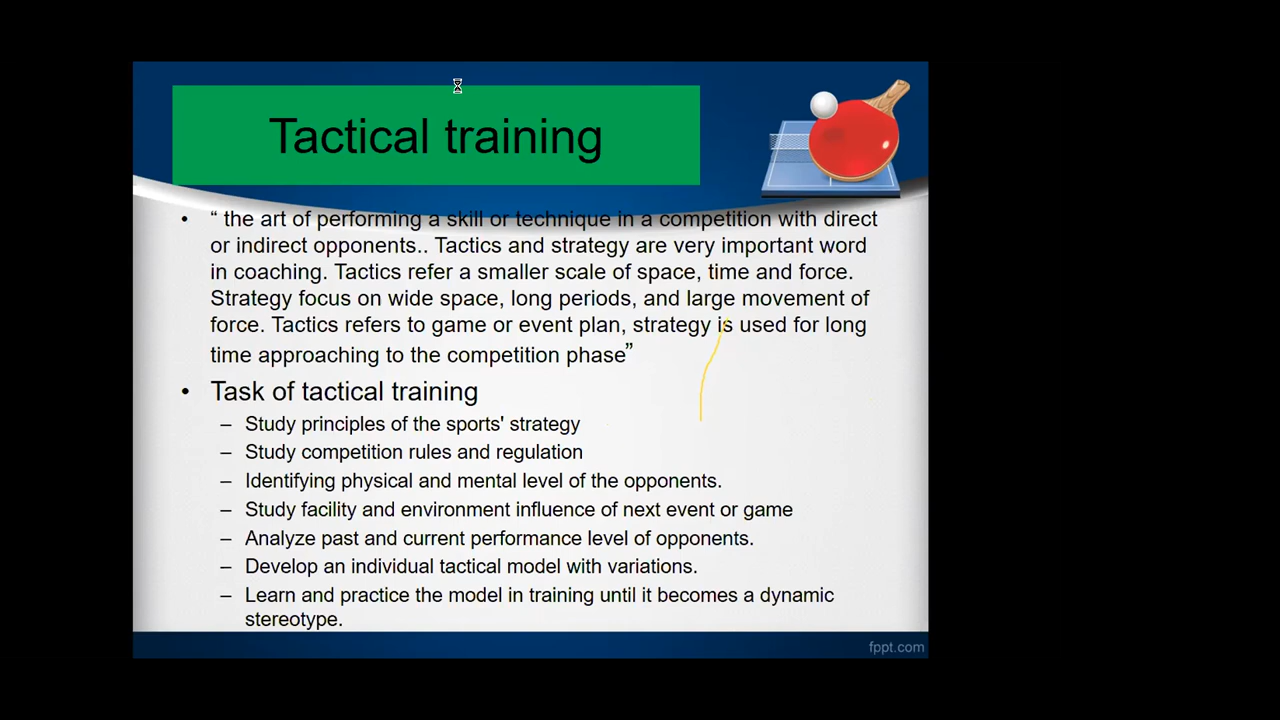 Tactical training
• “ the art of performing a skill or technique in a competition with direct
or indirect opponents.. Tactics and strategy are very important word
in coaching. Tactics refer a smaller scale of space, time and force.
Strategy focus on wide space, long periods, and large movement of
force. Tactics refers to game or event plan, strategy is used for long
time approaching to the competition phase”
• Task of tactical training
– Study principles of the sports' strategy
– Study competition rules and regulation
– Identifying physical and mental level of the opponents.
– Study facility and environment influence of next event or game
– Analyze past and current performance level of opponents.
– Develop an individual tactical model with variations.
– Learn and practice the model in training until it becomes a dynamic
stereotype.
fppt.com